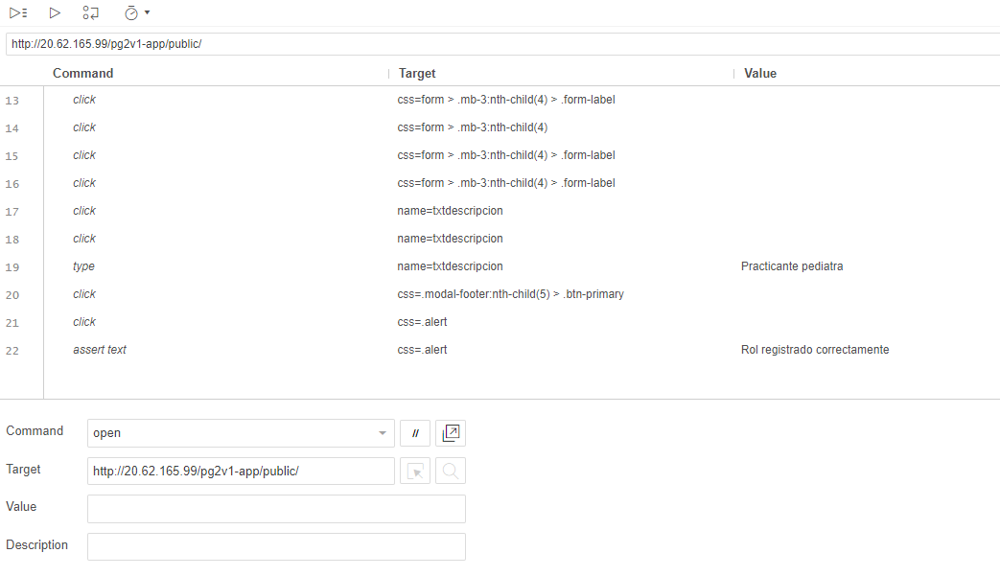 http://20.62.165.99/pg2v1-app/public/
Command Target Value
13 click css=form > .mb-3:nth-child(4) > .form-label
14 click css=form > .mb-3:nth-child(4)
15 click css=form > .mb-3:nth-child(4) > .form-label
16 click css=form > .mb-3:nth-child(4) > .form-label
17 click name=txtdescripcion
18 click name=txtdescripcion
19 type name=txtdescripcion Practicante pediatra
20 click css=.modal-footer:nth-child(5) > .btn-primary
21 click css=.alert
22 assert text css=.alert Rol registrado correctamente
Command open //
Target http://20.62.165.99/pg2v1-app/public/
Value
Description